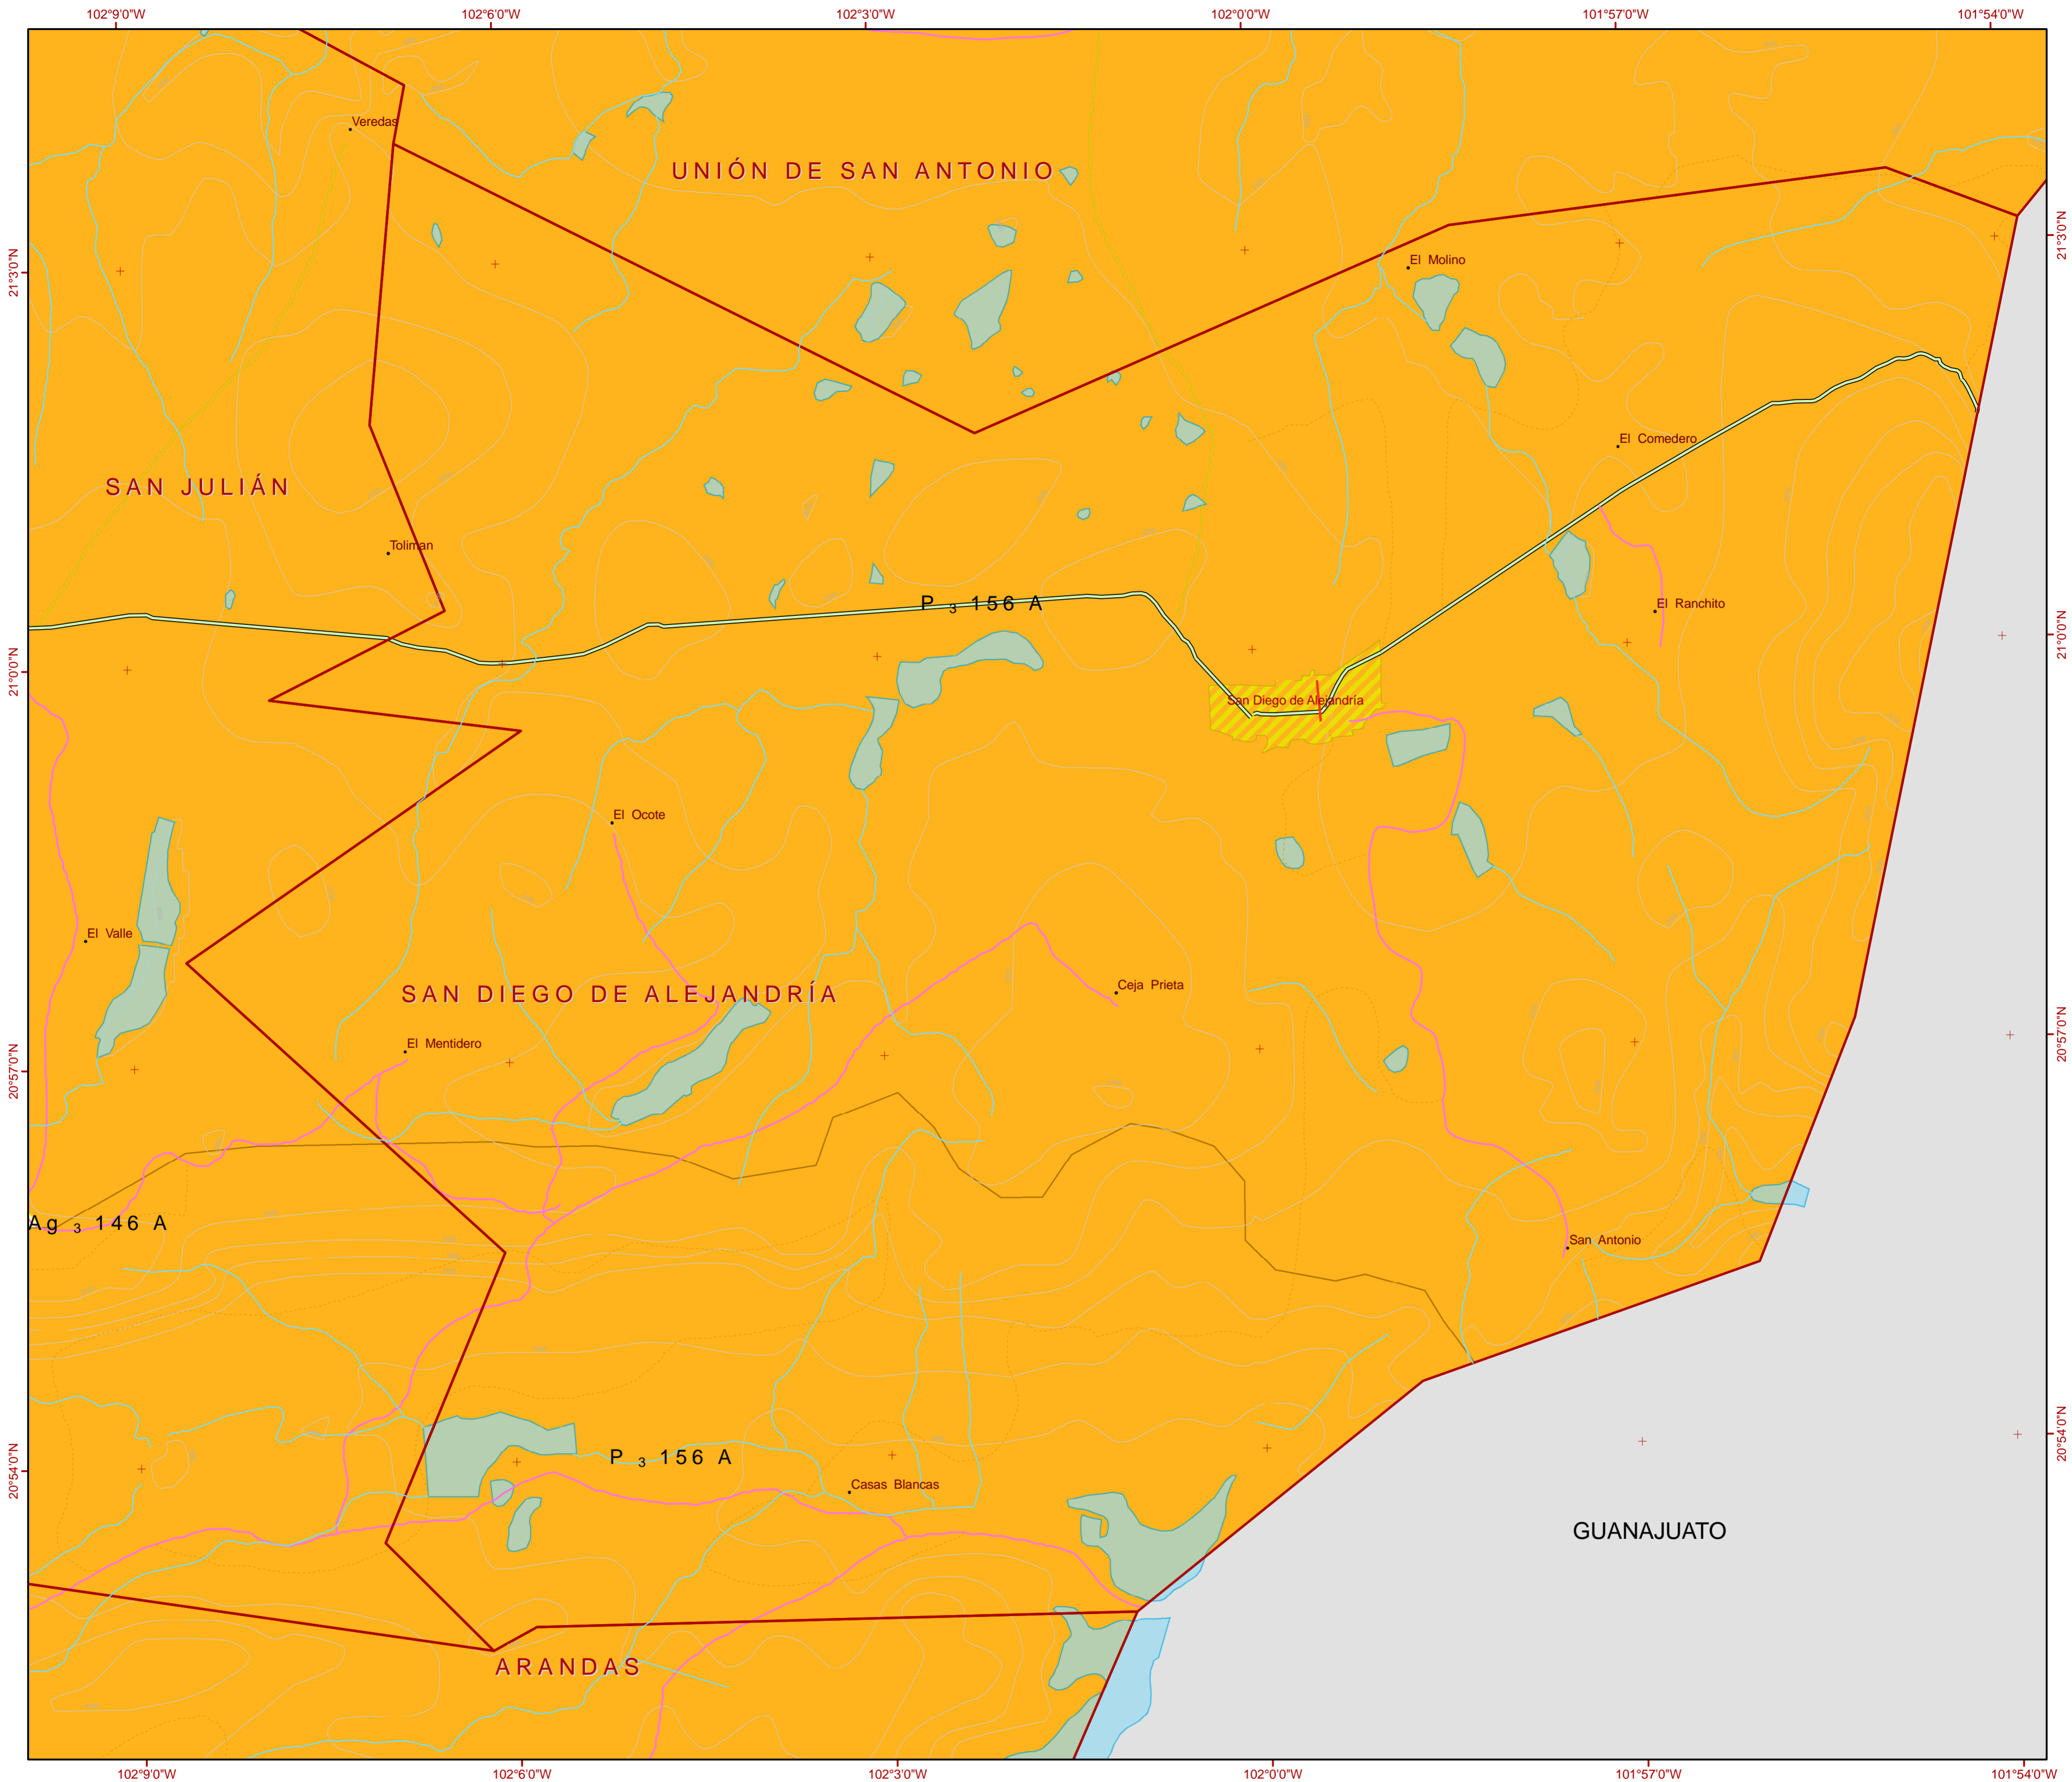 102°9'0"W 102°6'0"W 102°3'0"W 102°0'0"W 101°57'0"W 101°54'0"W
Veredas
UNIÓN DE SAN ANTONIO
21°3'0"N
21°3'0"N
El Molino
El Comedero
SAN JULIÁN
Toliman
P 3 156 A
El Ranchito
21°0'0"N
21°0'0"N
San Diego de Alejandría
El Ocote
El Valle
Ceja Prieta
SAN DIEGO DE ALEJANDRÍA
El Mentidero
20°57'0"N
20°57'0"N
Ag 3 146 A
San Antonio
20°54'0"N
20°54'0"N
P 3 156 A
Casas Blancas
GUANAJUATO
ARANDAS
102°9'0"W 102°6'0"W 102°3'0"W 102°0'0"W 101°57'0"W 101°54'0"W